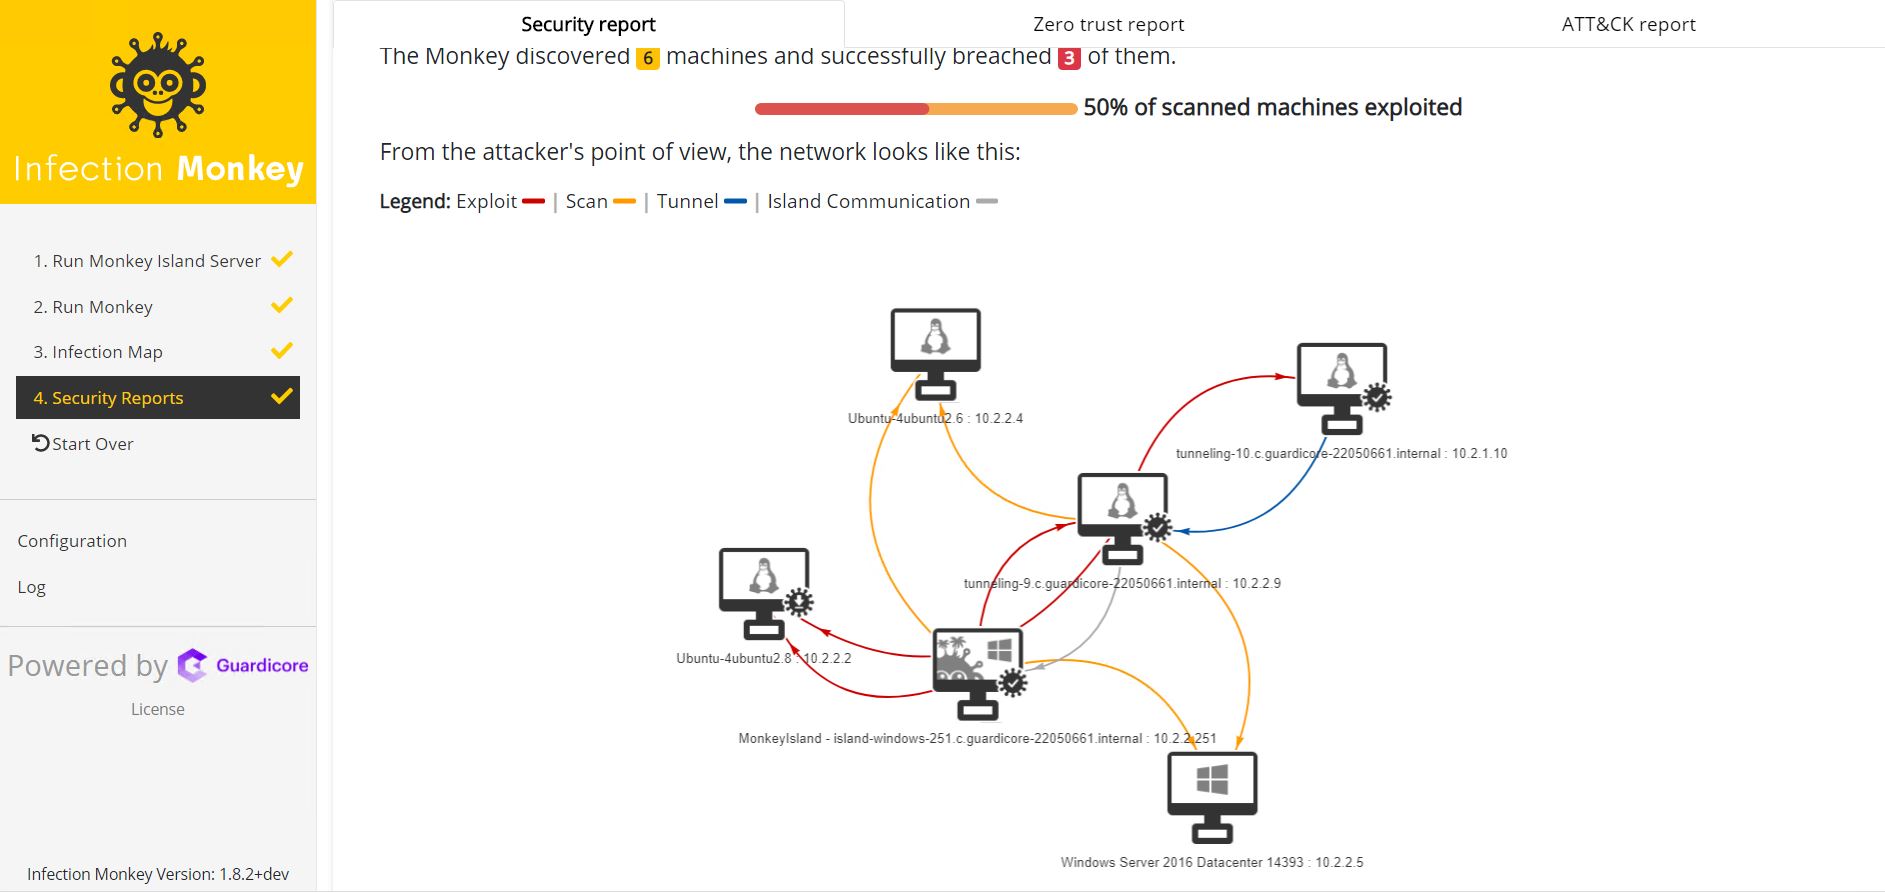 Infection Monkey
1. Run Monkey Island Server
2. Run Monkey
3. Infection Map
4. Security Reports
Start Over
Configuration
Log
Powered by Guardicore
License
Infection Monkey Version: 1.8.2+dev
Security report
Zero trust report
ATT&CK report
The Monkey discovered 6 machines and successfully breached 3 of them.
50% of scanned machines exploited
From the attacker's point of view, the network looks like this:
Legend: Exploit | Scan | Tunnel | Island Communication
Ubuntu-4ubuntu2.6 : 10.2.2.4
tunneling-10.c.guardicore-22050661.internal : 10.2.1.10
tunneling-9.c.guardicore-22050661.internal : 10.2.2.9
Ubuntu-4ubuntu2.8 : 10.2.2.2
MonkeyIsland - island-windows-251.c.guardicore-22050661.internal : 10.2.2.251
Windows Server 2016 Datacenter 14393 : 10.2.2.5